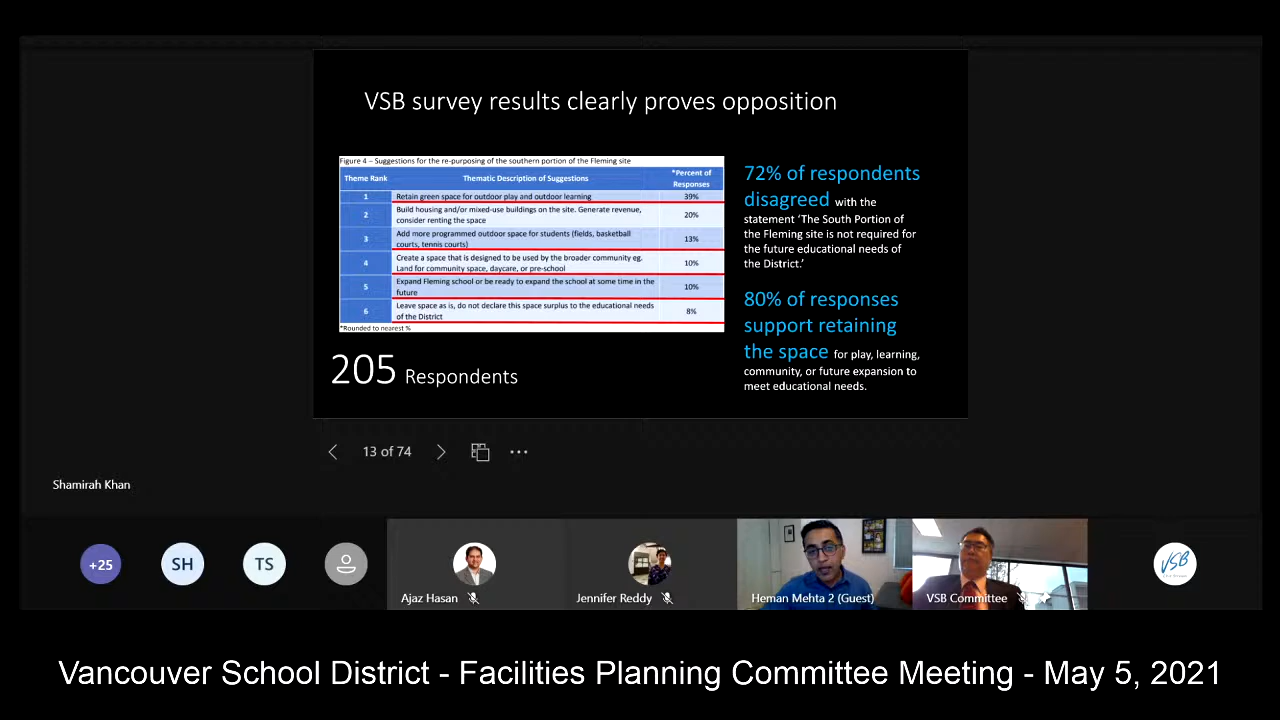 VSB survey results clearly proves opposition
Figure 4 – Suggestions for the re-purposing of the southern portion of the Fleming site
Theme Rank
Thematic Description of Suggestions
*Percent of
Responses
1
Retain green space for outdoor play and outdoor learning
39%
2
Build housing and/or mixed-use buildings on the site. Generate revenue,
consider renting the space
20%
3
Add more programmed outdoor space for students (fields, basketball
courts, tennis courts)
13%
4
Create a space that is designed to be used by the broader community eg.
Land for community space, daycare, or pre-school
10%
5
Expand Fleming school or be ready to expand the school at some time in the
future
10%
6
Leave space as is, do not declare this space surplus to the educational needs
of the District
8%
*Rounded to nearest %
205 Respondents
72% of respondents
disagreed with the
statement ‘The South Portion of
the Fleming site is not required for
the future educational needs of
the District.’
80% of responses
support retaining
the space for play, learning,
community, or future expansion to
meet educational needs.
13 of 74
Shamirah Khan
+25
SH
TS
Ajaz Hasan
Jennifer Reddy
Heman Mehta 2 (Guest)
VSB Committee
VSB
Vancouver School District - Facilities Planning Committee Meeting - May 5, 2021